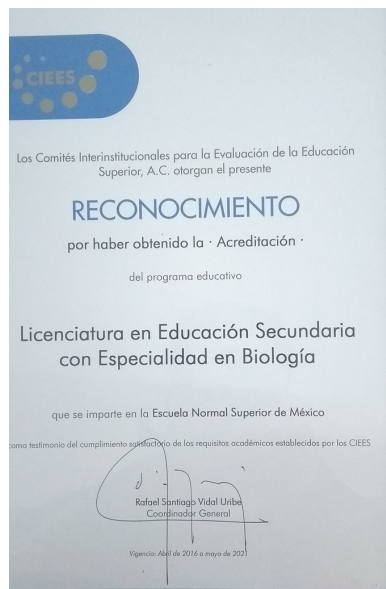 CIEES
Los Comités Interinstitucionales para la Evaluación de la Educación
Superior, A.C. otorgan el presente
RECONOCIMIENTO
por haber obtenido la · Acreditación ·
del programa educativo
Licenciatura en Educación Secundaria
con Especialidad en Biología
que se imparte en la Escuela Normal Superior de México
como testimonio del cumplimiento satisfactorio de los requisitos académicos establecidos por los CIEES
Rafael Santiago Vidal Uribe
Coordinador General
Vigencia: Abril de 2016 a mayo de 2021